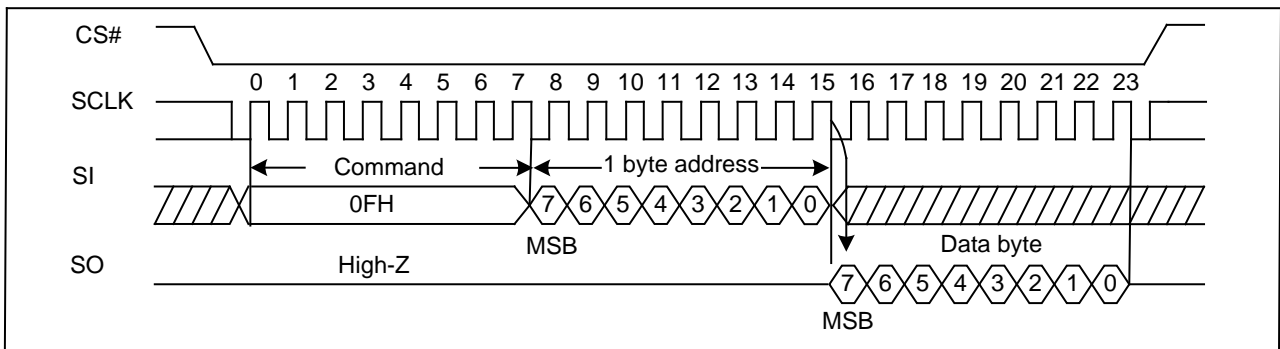 CS#
0 1 2 3 4 5 6 7 8 9 10 11 12 13 14 15 16 17 18 19 20 21 22 23
SCLK
Command 1 byte address
SI
0FH 7 6 5 4 3 2 1 0
MSB Data byte
SO High-Z
7 6 5 4 3 2 1 0
MSB